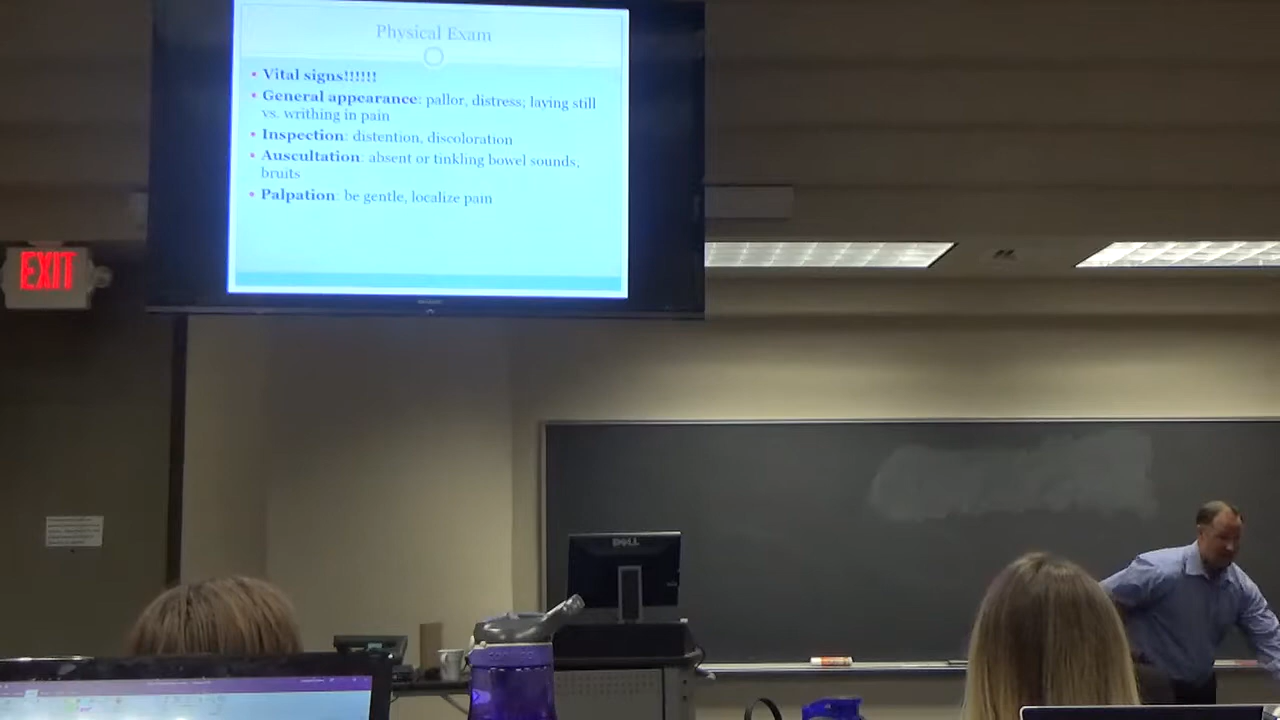 Physical Exam
• Vital signs!!!!!!
• General appearance: pallor, distress; laying still
vs. writhing in pain
• Inspection: distention, discoloration
• Auscultation: absent or tinkling bowel sounds,
bruits
• Palpation: be gentle, localize pain
EXIT
DELL